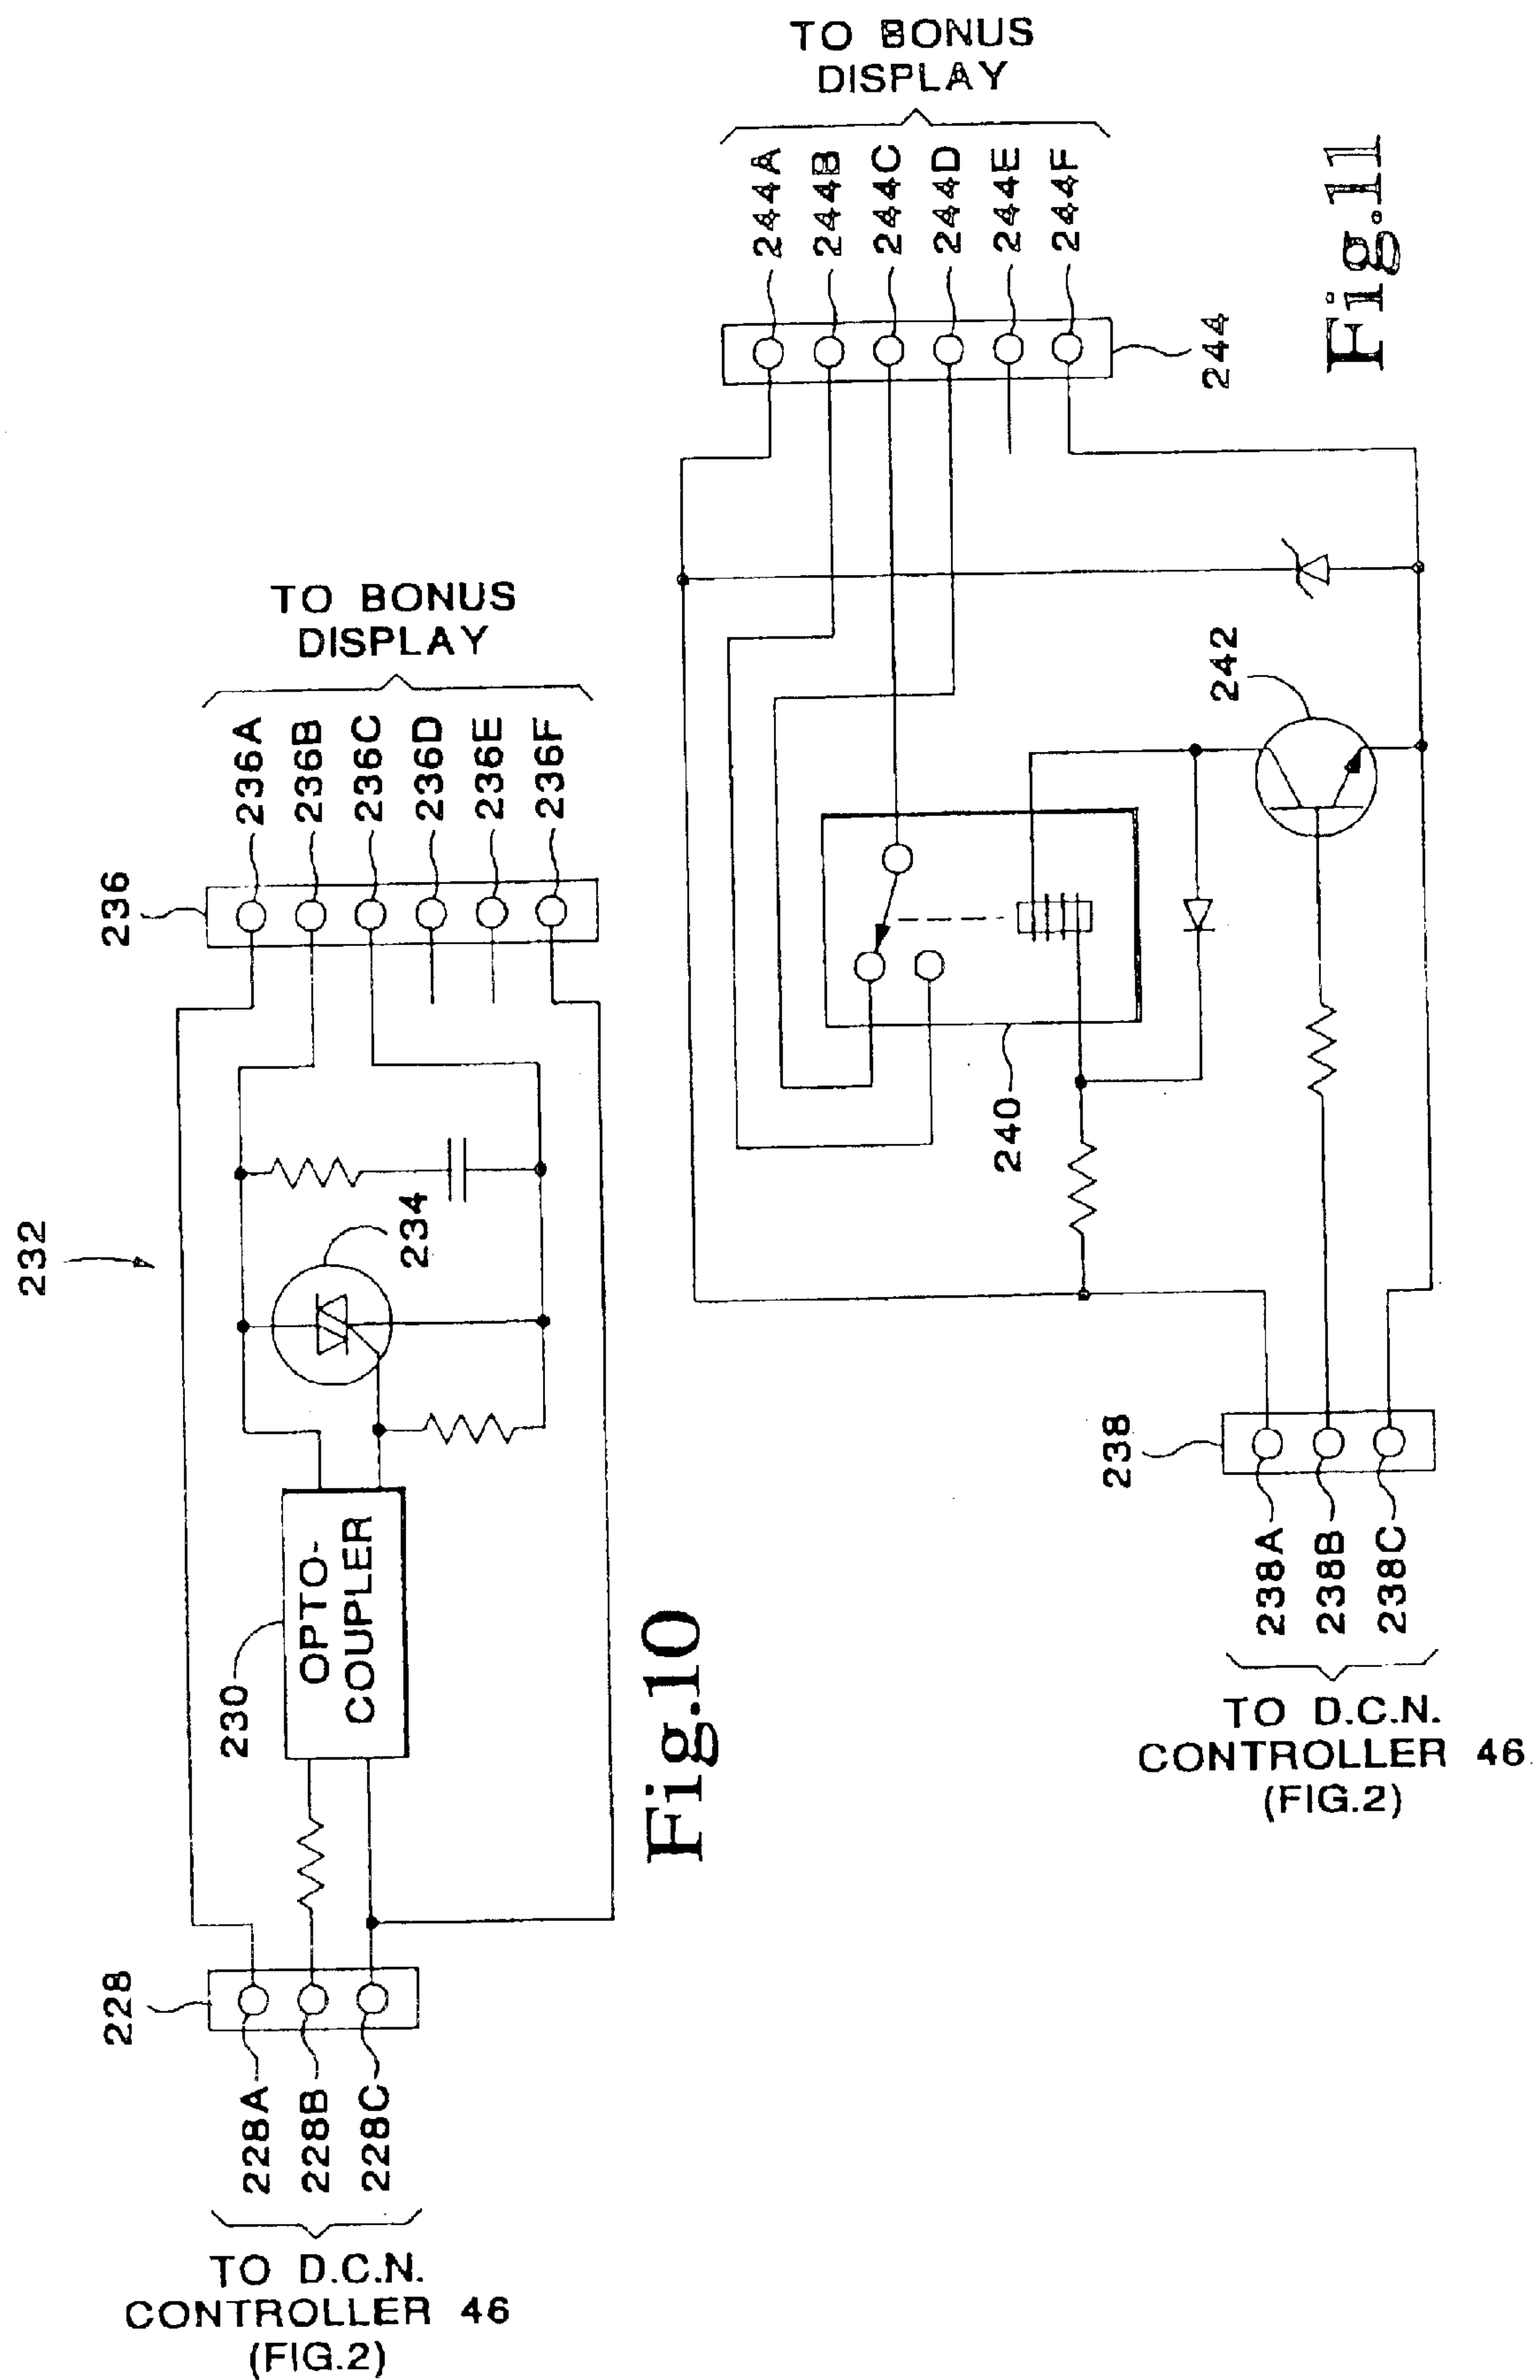 TO BONUS
DISPLAY
244A
244B
244C
244D
244E
244F
244
Fig.11
242
240
238
238A
238B
238C
TO D.C.N.
CONTROLLER 46
(FIG.2)
TO BONUS
DISPLAY
236
236A
236B
236C
236D
236E
236F
232
234
230
OPTO-
COUPLER
Fig.10
228
228A
228B
228C
TO D.C.N.
CONTROLLER 46
(FIG.2)